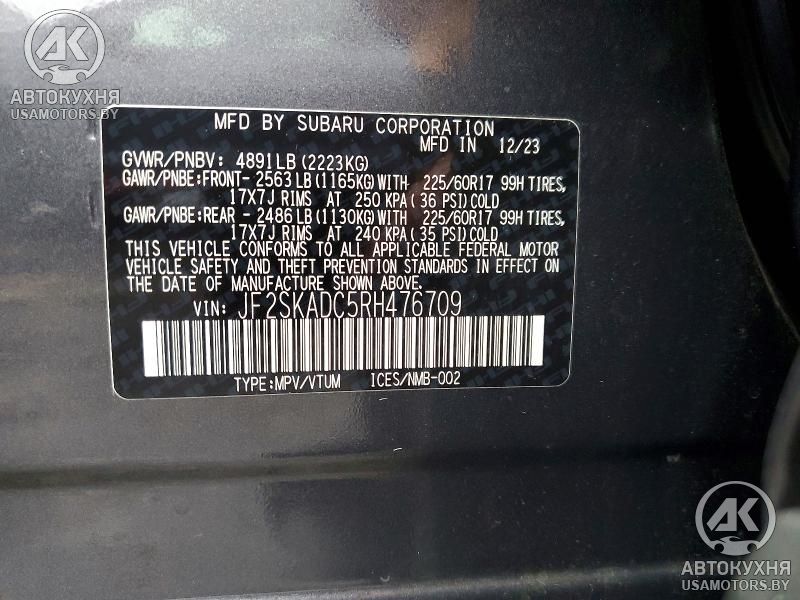 AK
АВТОКУХНЯ
USAMOTORS.BY
MFD BY SUBARU CORPORATION
MFD IN 12/23
GVWR/PNBV: 4891LB (2223KG)
GAWR/PNBE:FRONT- 2563LB (1165KG) WITH 225/60R17 99H TIRES,
17X7J RIMS AT 250 KPA ( 36 PSI) COLD
GAWR/PNBE:REAR - 2486LB (1130KG) WITH 225/60R17 99H TIRES,
17X7J RIMS AT 240 KPA ( 35 PSI) COLD
THIS VEHICLE CONFORMS TO ALL APPLICABLE FEDERAL MOTOR
VEHICLE SAFETY AND THEFT PREVENTION STANDARDS IN EFFECT
ON THE DATE OF MANUFACTURE SHOWN ABOVE.
VIN: JF2SKADC5RH476709
TYPE:MPV/VTUM ICES/NMB-002
AK
АВТОКУХНЯ
USAMOTORS.BY